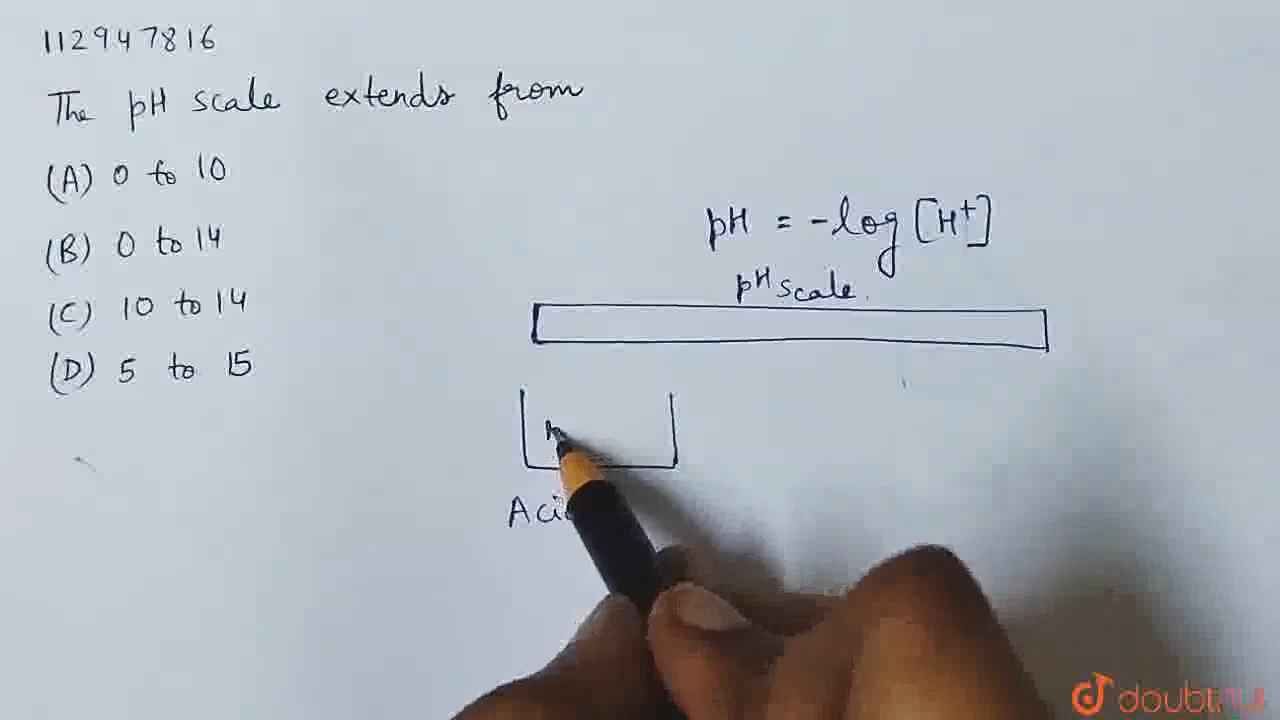 112947816
The pH scale extends from
(A) 0 to 10
(B) 0 to 14
(C) 10 to 14
(D) 5 to 15
pH = -log [H⁺]
pH scale.